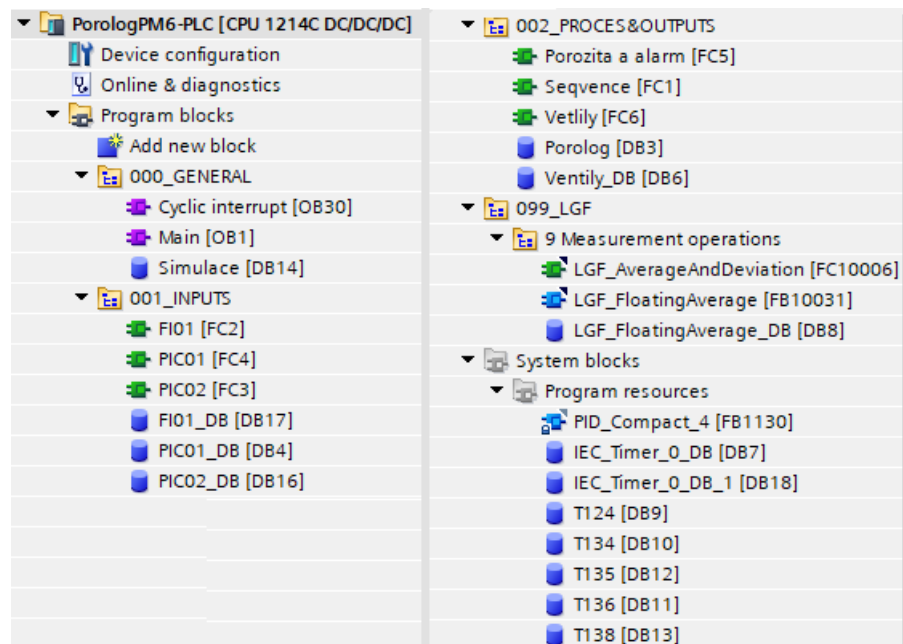 PorologPM6-PLC [CPU 1214C DC/DC/DC]
Device configuration
Online & diagnostics
Program blocks
Add new block
000_GENERAL
Cyclic interrupt [OB30]
Main [OB1]
Simulace [DB14]
001_INPUTS
FI01 [FC2]
PIC01 [FC4]
PIC02 [FC3]
FI01_DB [DB17]
PIC01_DB [DB4]
PIC02_DB [DB16]
002_PROCES&OUTPUTS
Porozita a alarm [FC5]
Seqvence [FC1]
Vetlily [FC6]
Porolog [DB3]
Ventily_DB [DB6]
099_LGF
9 Measurement operations
LGF_AverageAndDeviation [FC10006]
LGF_FloatingAverage [FB10031]
LGF_FloatingAverage_DB [DB8]
System blocks
Program resources
PID_Compact_4 [FB1130]
IEC_Timer_0_DB [DB7]
IEC_Timer_0_DB_1 [DB18]
T124 [DB9]
T134 [DB10]
T135 [DB12]
T136 [DB11]
T138 [DB13]